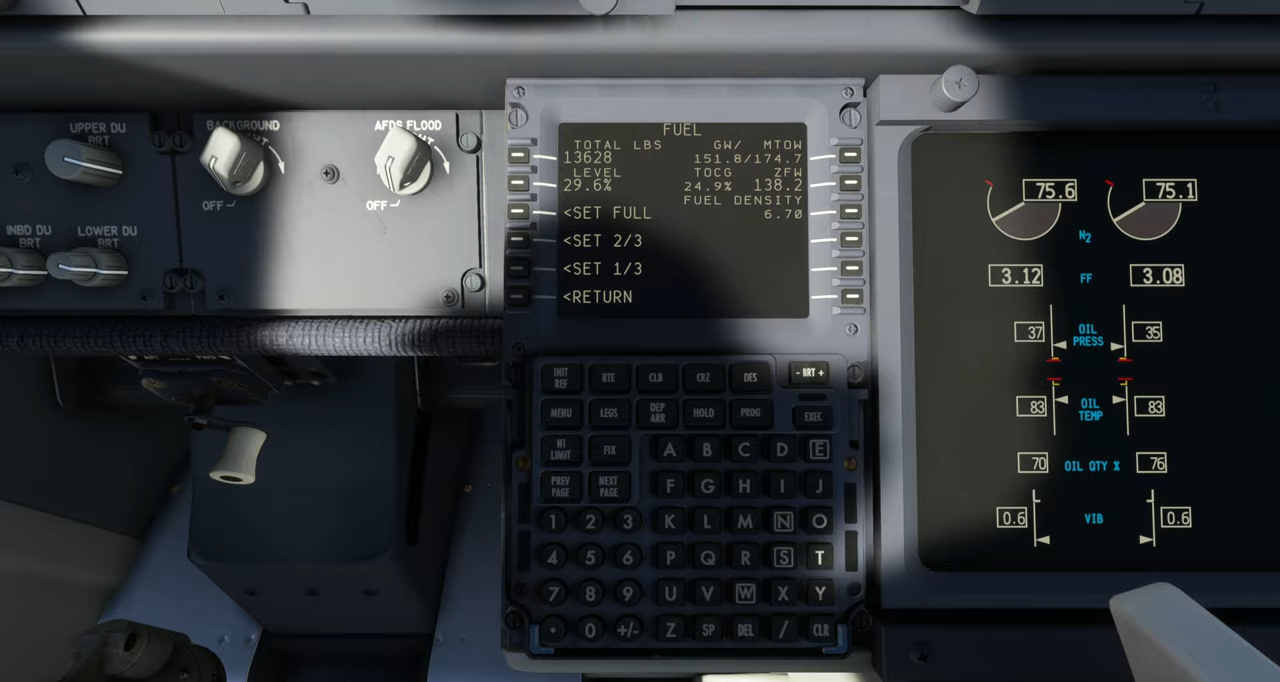 UPPER DU
BRT
BACKGROUND
AFDS FLOOD
OFF
OFF
INBD DU
BRT
LOWER DU
BRT
FUEL
TOTAL LBS GW/ MTOW
13628 151.8/174.7
LEVEL TOCG ZFW
29.6% 24.9% 138.2
FUEL DENSITY
<SET FULL 6.70
<SET 2/3
<SET 1/3
<RETURN
INIT REF
RTE
CLB
CRZ
DES
- BRT +
MENU
LEGS
DEP ARR
HOLD
PROG
EXEC
N1 LIMIT
FIX
A B C D E
PREV PAGE
NEXT PAGE
F G H I J
1 2 3 K L M N O
4 5 6 P Q R S T
7 8 9 U V W X Y
. 0 +/- Z SP DEL / CLR
75.6 75.1
N2
3.12 FF 3.08
37 OIL PRESS 35
83 OIL TEMP 83
70 OIL QTY % 76
0.6 VIB 0.6